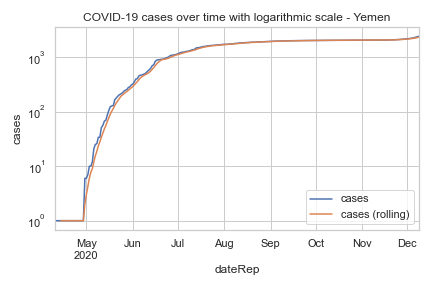 COVID-19 cases over time with logarithmic scale - Yemen
cases
10³
10²
10¹
10⁰
May
2020
Jun
Jul
Aug
Sep
Oct
Nov
Dec
dateRep
cases
cases (rolling)